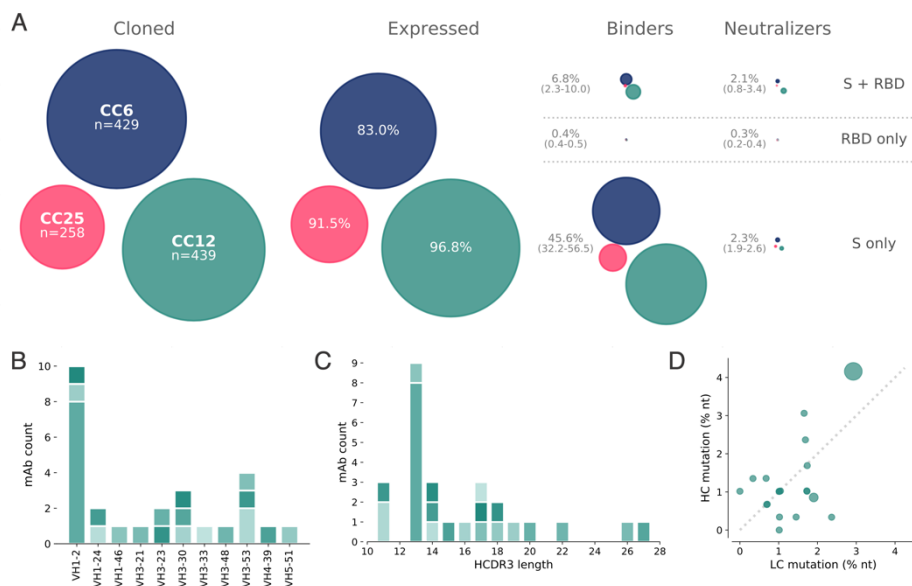 A
Cloned
Expressed
Binders
Neutralizers
CC6
n=429
CC25
n=258
CC12
n=439
83.0%
91.5%
96.8%
6.8%
(2.3-10.0)
2.1%
(0.8-3.4)
S + RBD
0.4%
(0.4-0.5)
0.3%
(0.2-0.4)
RBD only
45.6%
(32.2-56.5)
2.3%
(1.9-2.6)
S only
B
mAb count
10
8
6
4
2
0
VH1-2
VH1-24
VH1-46
VH3-21
VH3-23
VH3-30
VH3-33
VH3-48
VH3-53
VH4-39
VH5-51
C
mAb count
9
8
7
6
5
4
3
2
1
0
10 12 14 16 18 20 22 24 26 28
HCDR3 length
D
HC mutation (% nt)
4
3
2
1
0
0 1 2 3 4
LC mutation (% nt)